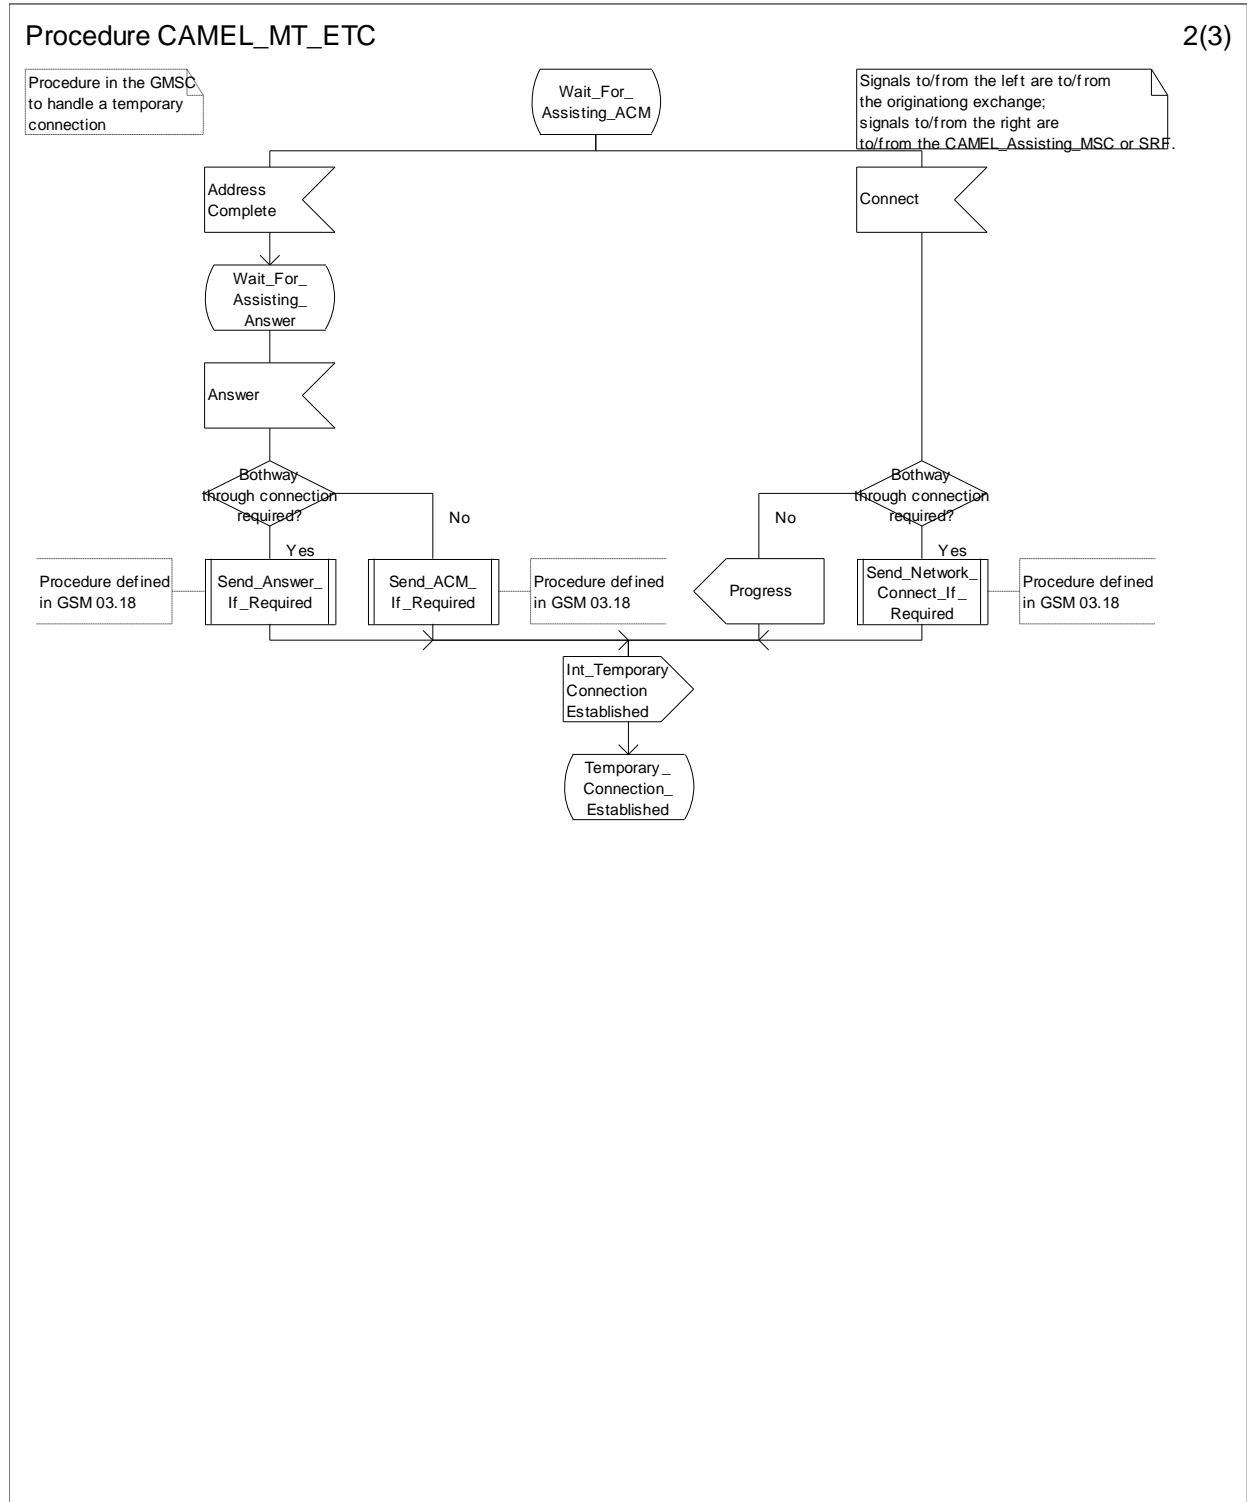 Procedure CAMEL_MT_ETC
2(3)
Procedure in the GMSC
to handle a temporary
connection
Wait_For_
Assisting_ACM
Signals to/from the left are to/from
the originationg exchange;
signals to/from the right are
to/from the CAMEL_Assisting_MSC or SRF.
Address
Complete
Connect
Wait_For_
Assisting_
Answer
Answer
Bothway
through connection
required?
No
Yes
Bothway
through connection
required?
No
Yes
Procedure defined
in GSM 03.18
Send_Answer_
If_Required
Send_ACM_
If_Required
Procedure defined
in GSM 03.18
Progress
Send_Network_
Connect_If_
Required
Procedure defined
in GSM 03.18
Int_Temporary
Connection
Established
Temporary_
Connection_
Established